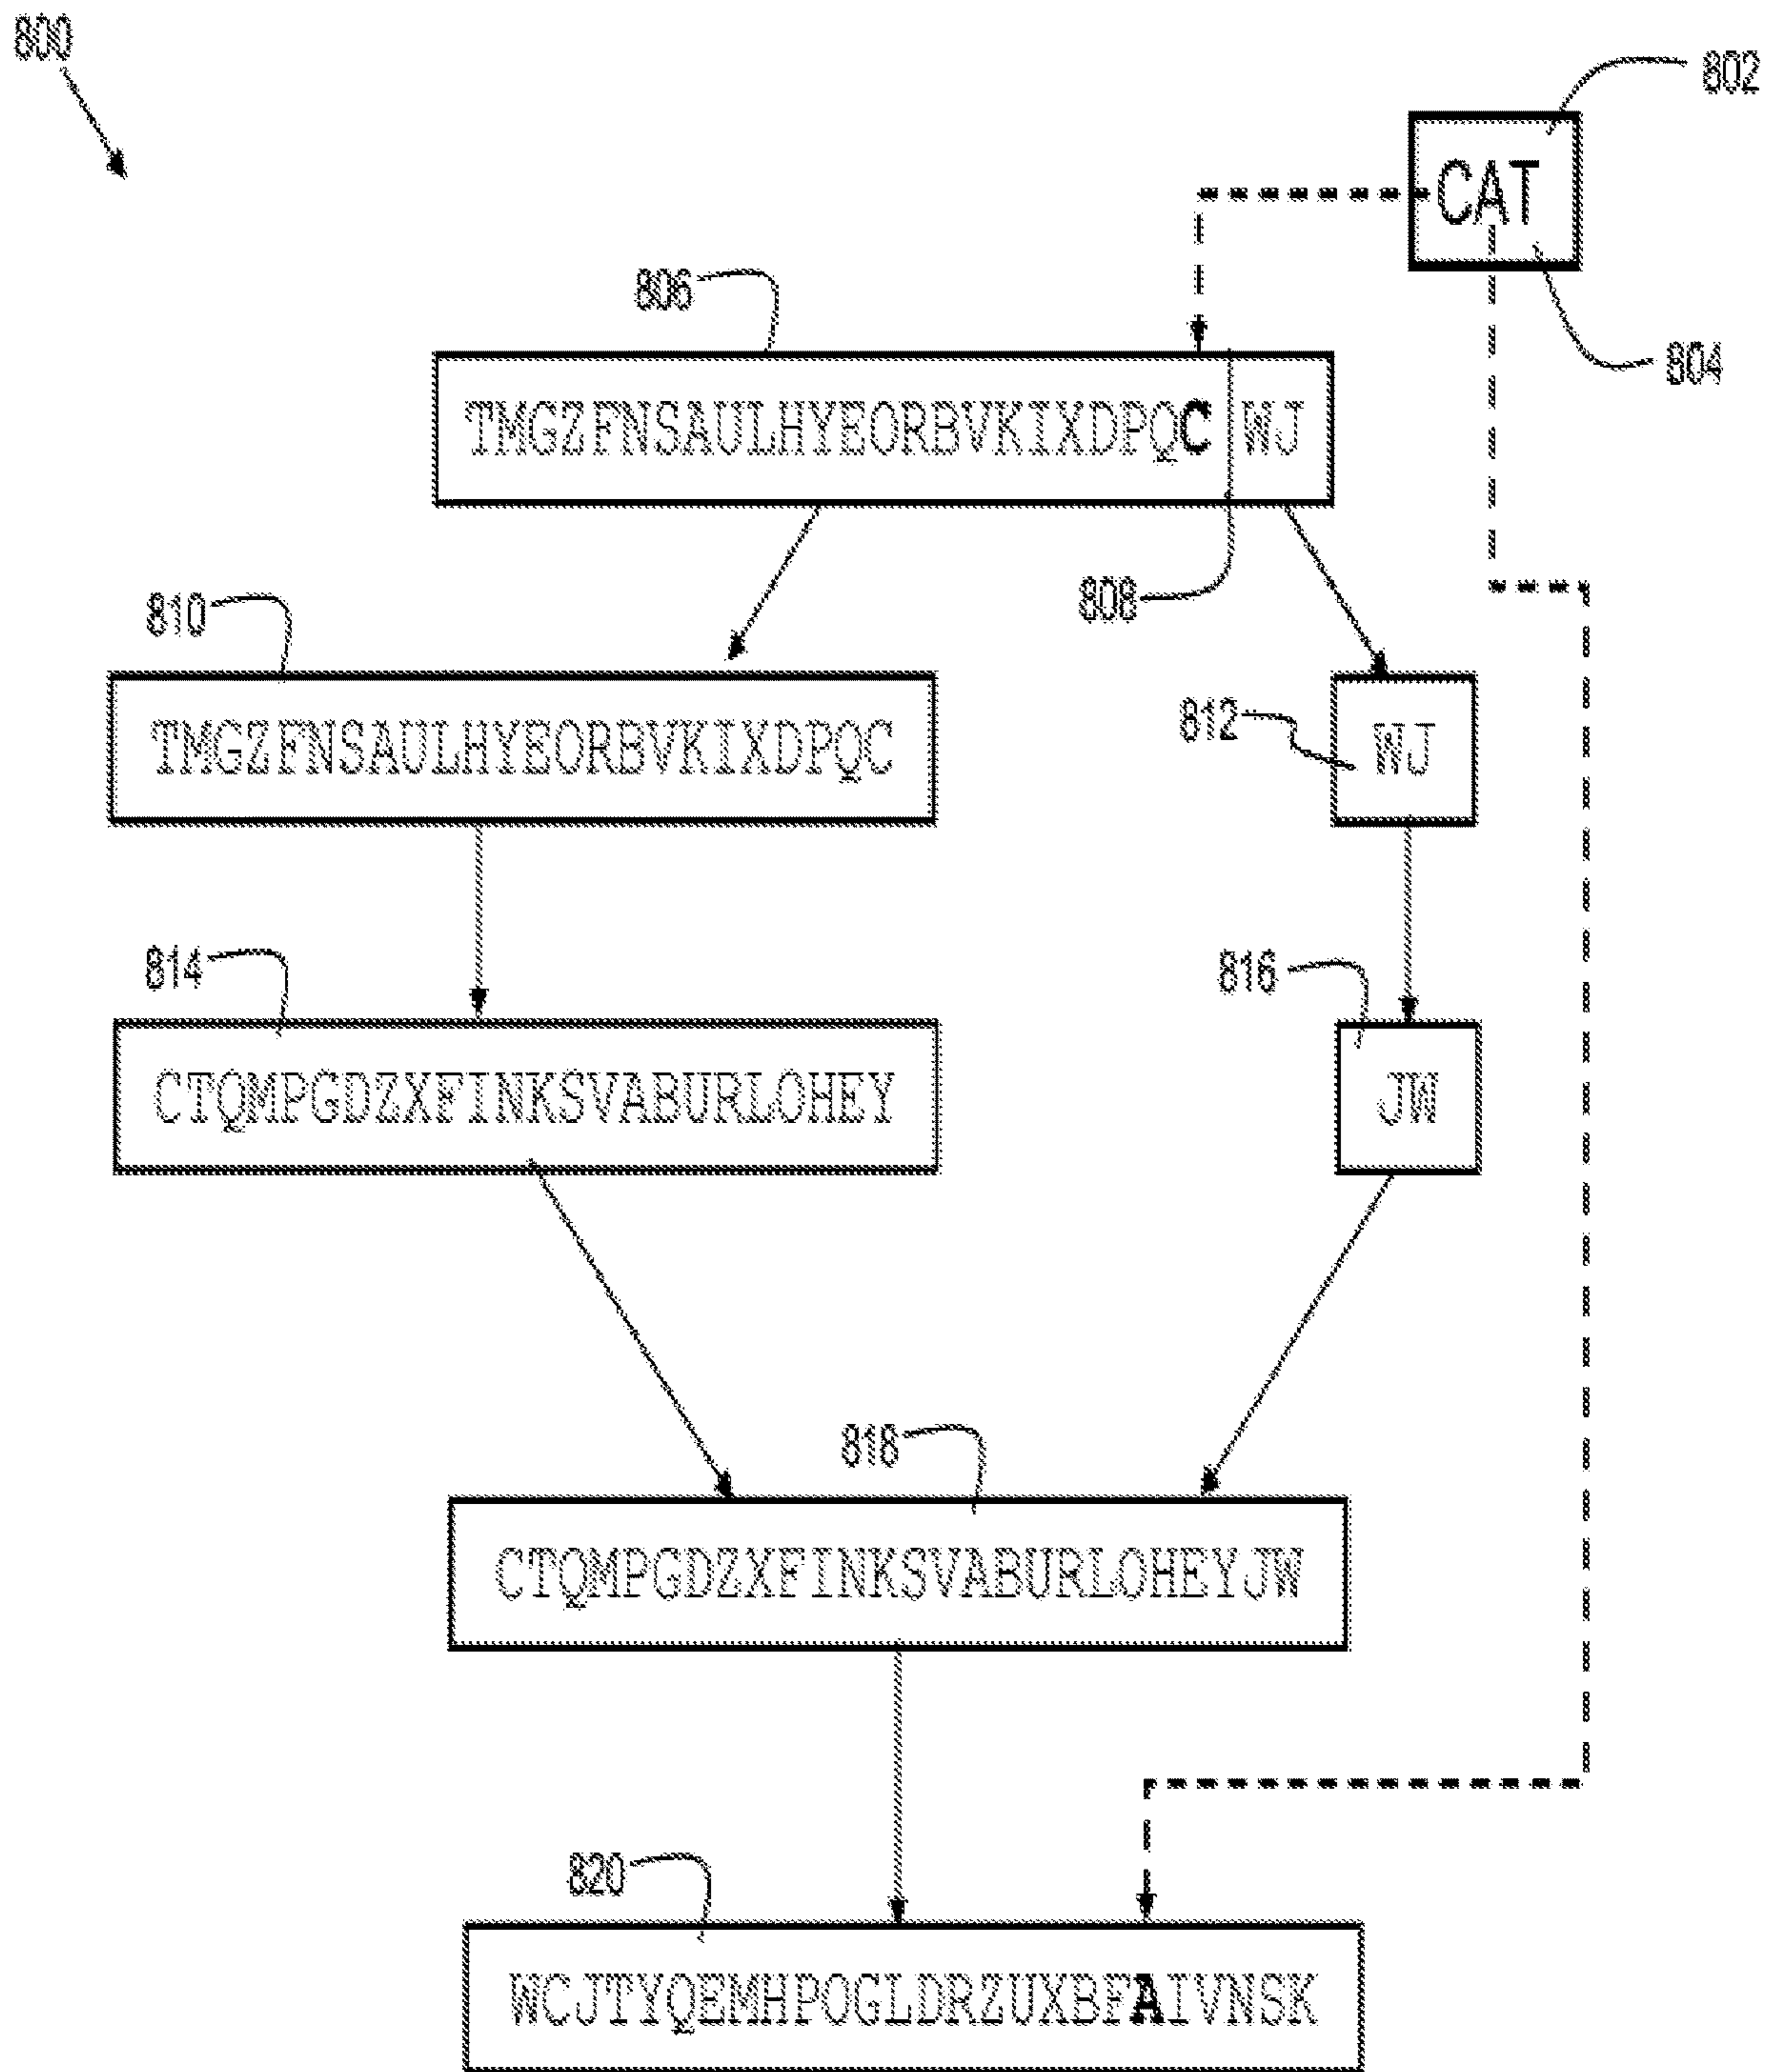 800
802
CAT
804
806
TMGZFNSAULHYEORBVKIXDPQC WJ
808
810
TMGZFNSAULHYEORBVKIXDPQC
812
WJ
814
CTQMPGDZXFINKSVABURLOHEY
816
JW
818
CTQMPGDZXFINKSVABURLOHEYJW
820
WCJTYQEMHPOGLDRZUXBFAIVNSK